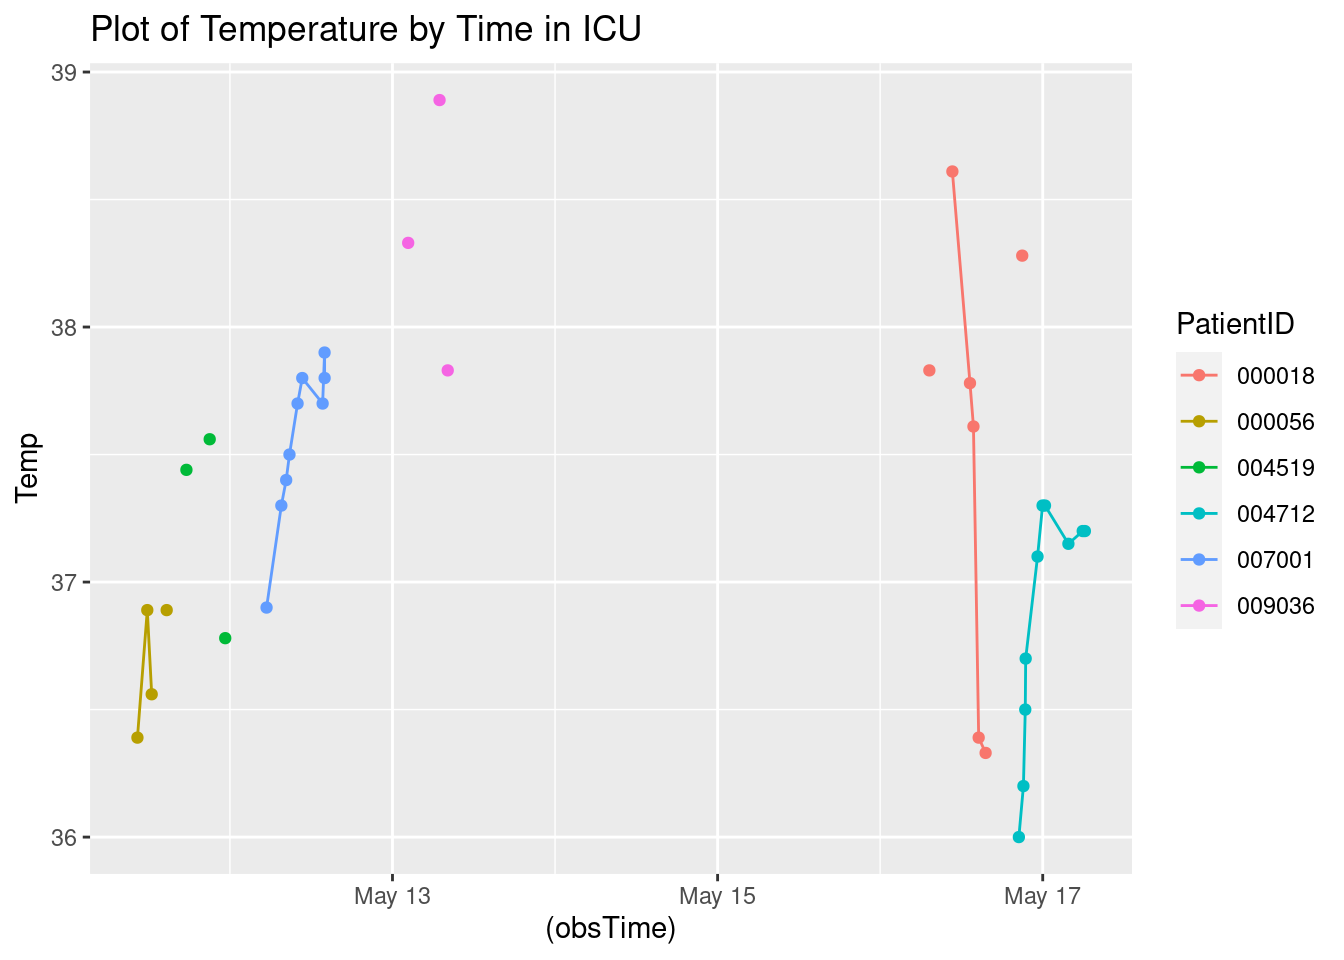 Plot of Temperature by Time in ICU
39
38
37
36
Temp
May 13
May 15
May 17
(obsTime)
PatientID
000018
000056
004519
004712
007001
009036